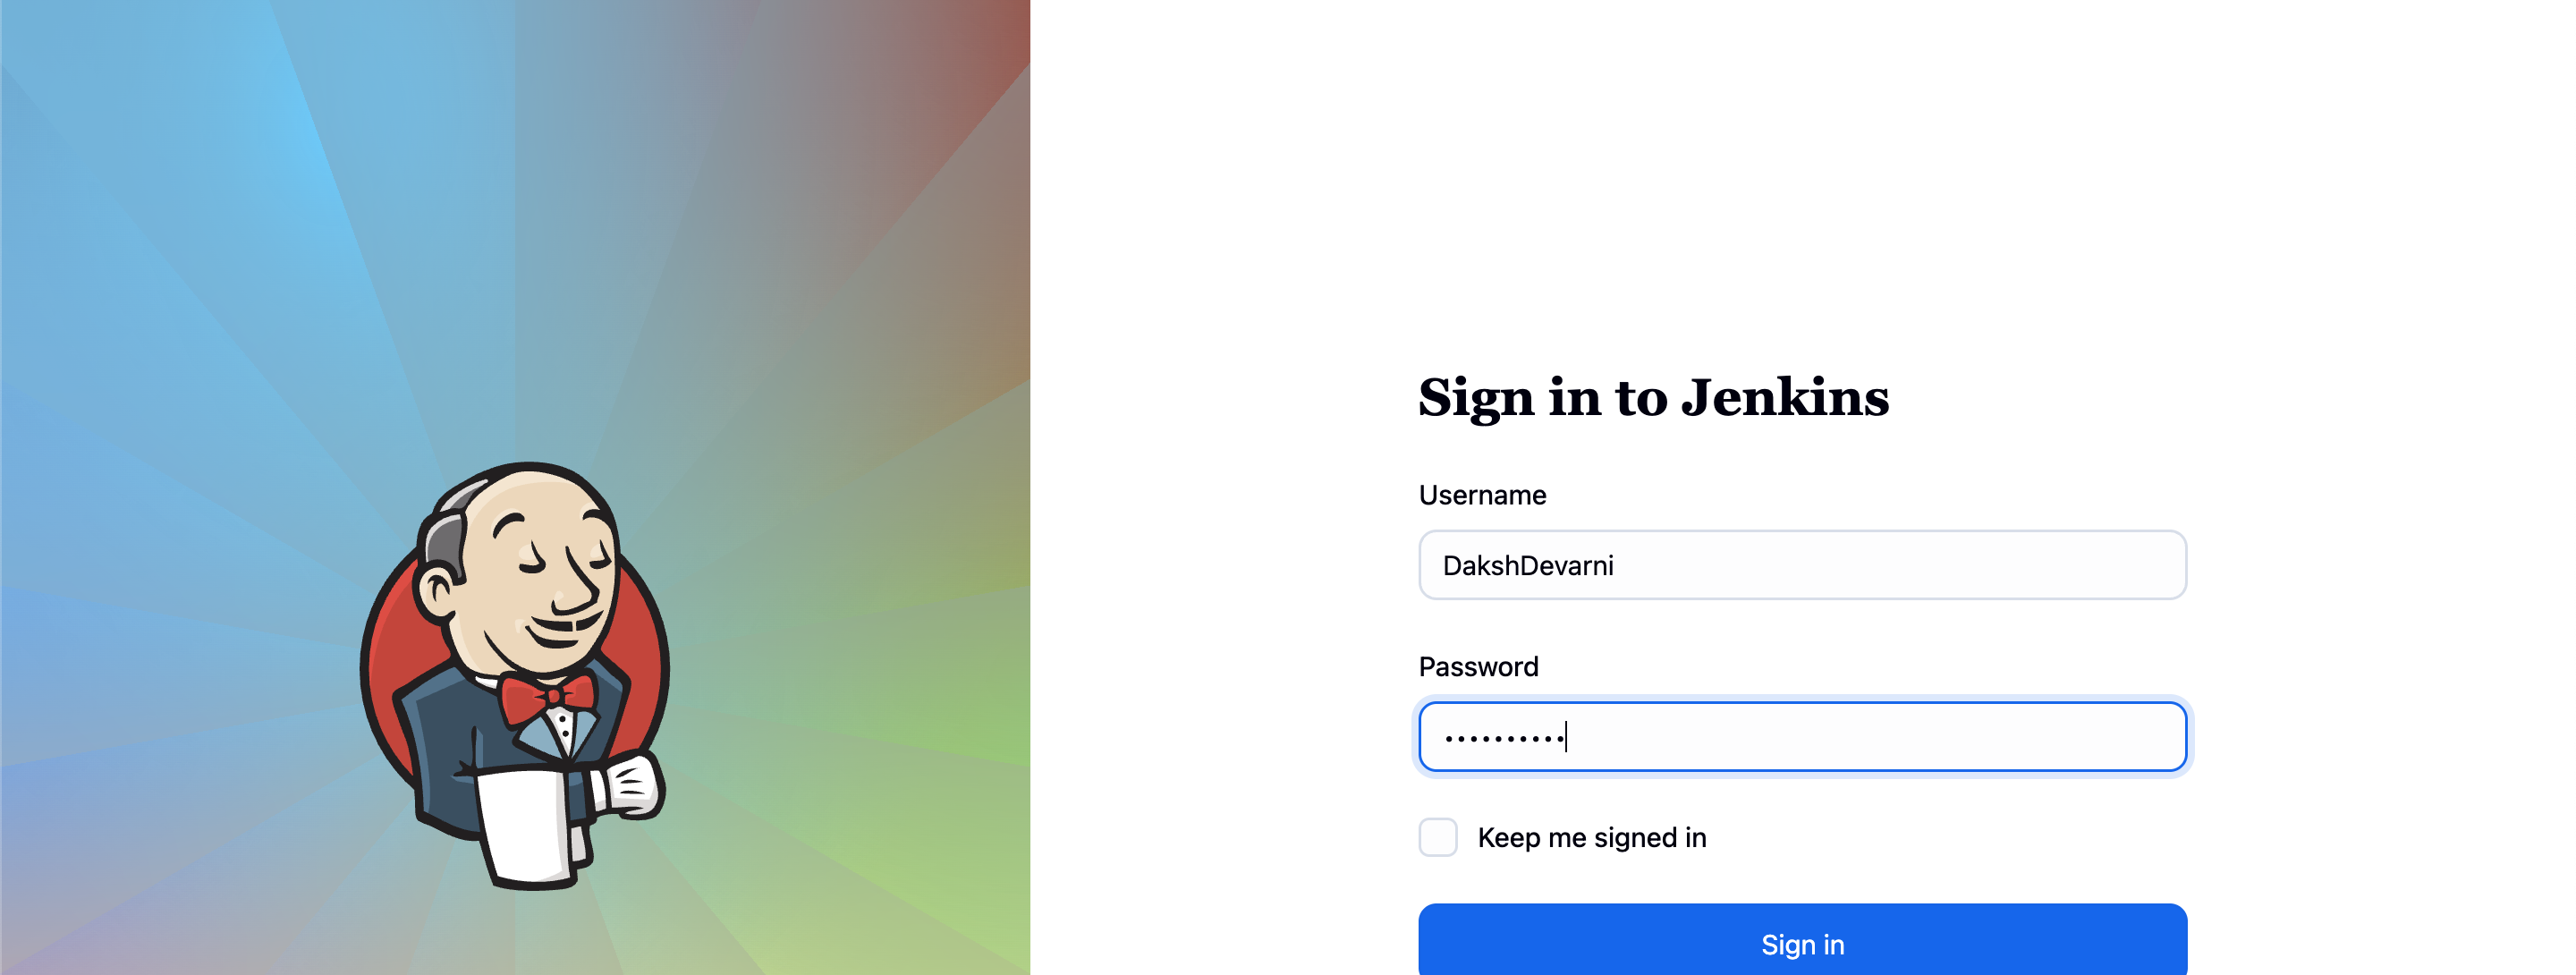 Sign in to Jenkins
Username
DakshDevarni
Password
••••••••••
Keep me signed in
Sign in